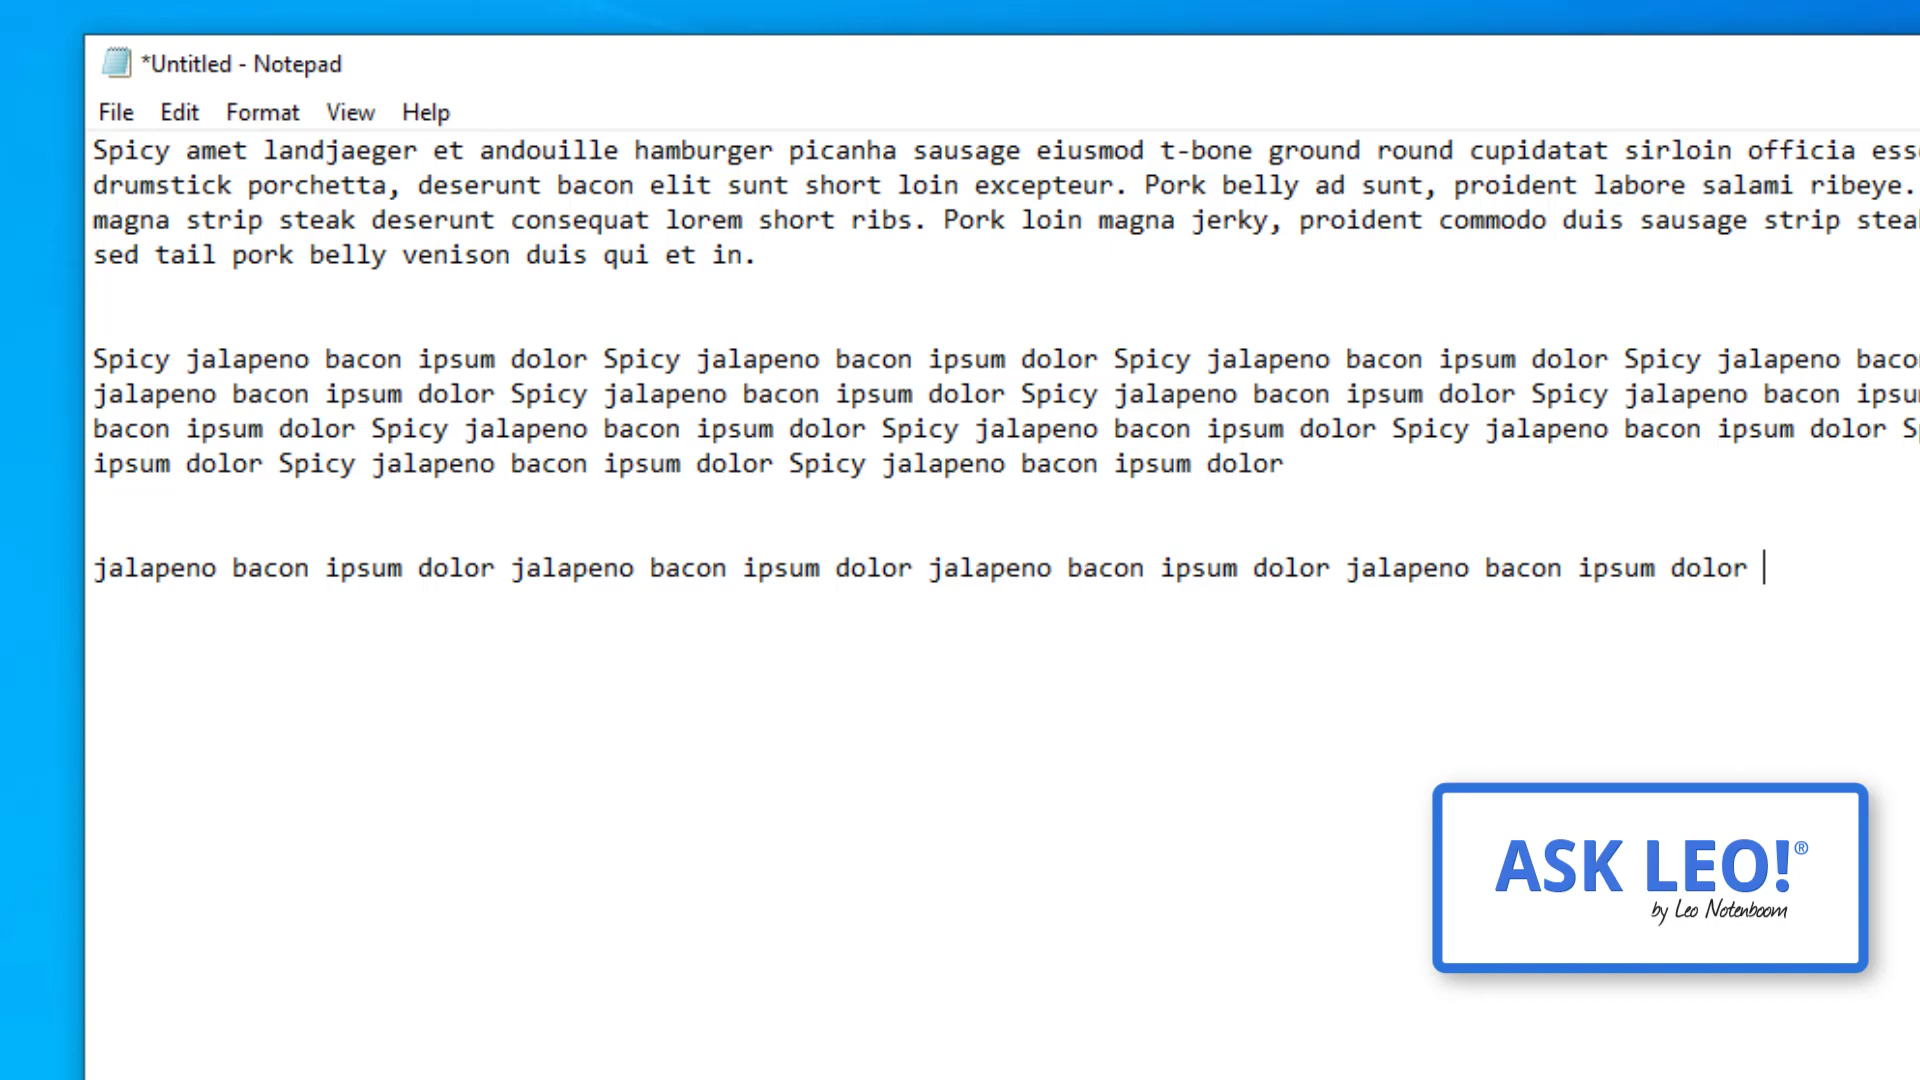 *Untitled - Notepad
File Edit Format View Help
Spicy amet landjaeger et andouille hamburger picanha sausage eiusmod t-bone ground round cupidatat sirloin officia
drumstick porchetta, deserunt bacon elit sunt short loin excepteur. Pork belly ad sunt, proident labore salami ribeye.
magna strip steak deserunt consequat lorem short ribs. Pork loin magna jerky, proident commodo duis sausage strip
sed tail pork belly venison duis qui et in.
Spicy jalapeno bacon ipsum dolor Spicy jalapeno bacon ipsum dolor Spicy jalapeno bacon ipsum dolor Spicy jalapeno
jalapeno bacon ipsum dolor Spicy jalapeno bacon ipsum dolor Spicy jalapeno bacon ipsum dolor Spicy jalapeno bacon
bacon ipsum dolor Spicy jalapeno bacon ipsum dolor Spicy jalapeno bacon ipsum dolor Spicy jalapeno bacon ipsum dolor
ipsum dolor Spicy jalapeno bacon ipsum dolor Spicy jalapeno bacon ipsum dolor
jalapeno bacon ipsum dolor jalapeno bacon ipsum dolor jalapeno bacon ipsum dolor jalapeno bacon ipsum dolor
ASK LEO!®
by Leo Notenboom